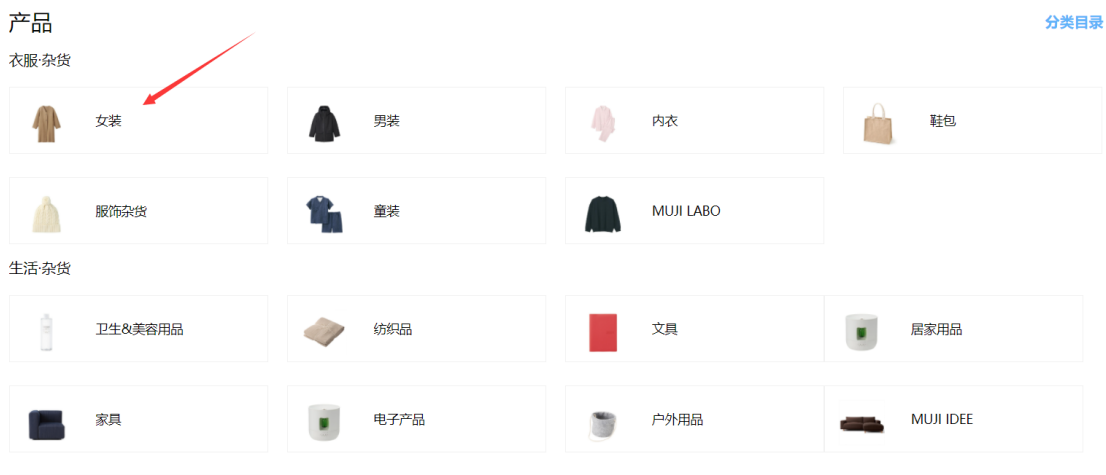 产品
分类目录
衣服·杂货
女装
男装
内衣
鞋包
服饰杂货
童装
MUJI LABO
生活·杂货
卫生&美容用品
纺织品
文具
居家用品
家具
电子产品
户外用品
MUJI IDEE